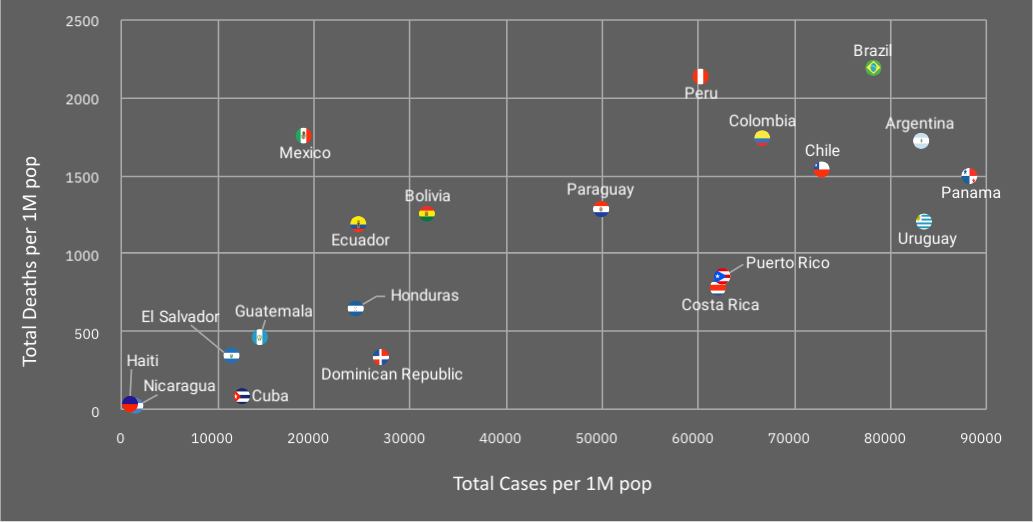 2500
Brazil
Peru
2000
Colombia
Argentina
Mexico
Chile
1500
Panama
Paraguay
Bolivia
Ecuador
Uruguay
1000
Puerto Rico
Honduras
Costa Rica
El Salvador
Guatemala
500
Haiti
Dominican Republic
Nicaragua
Cuba
0
Total Deaths per 1M pop
0 10000 20000 30000 40000 50000 60000 70000 80000 90000
Total Cases per 1M pop